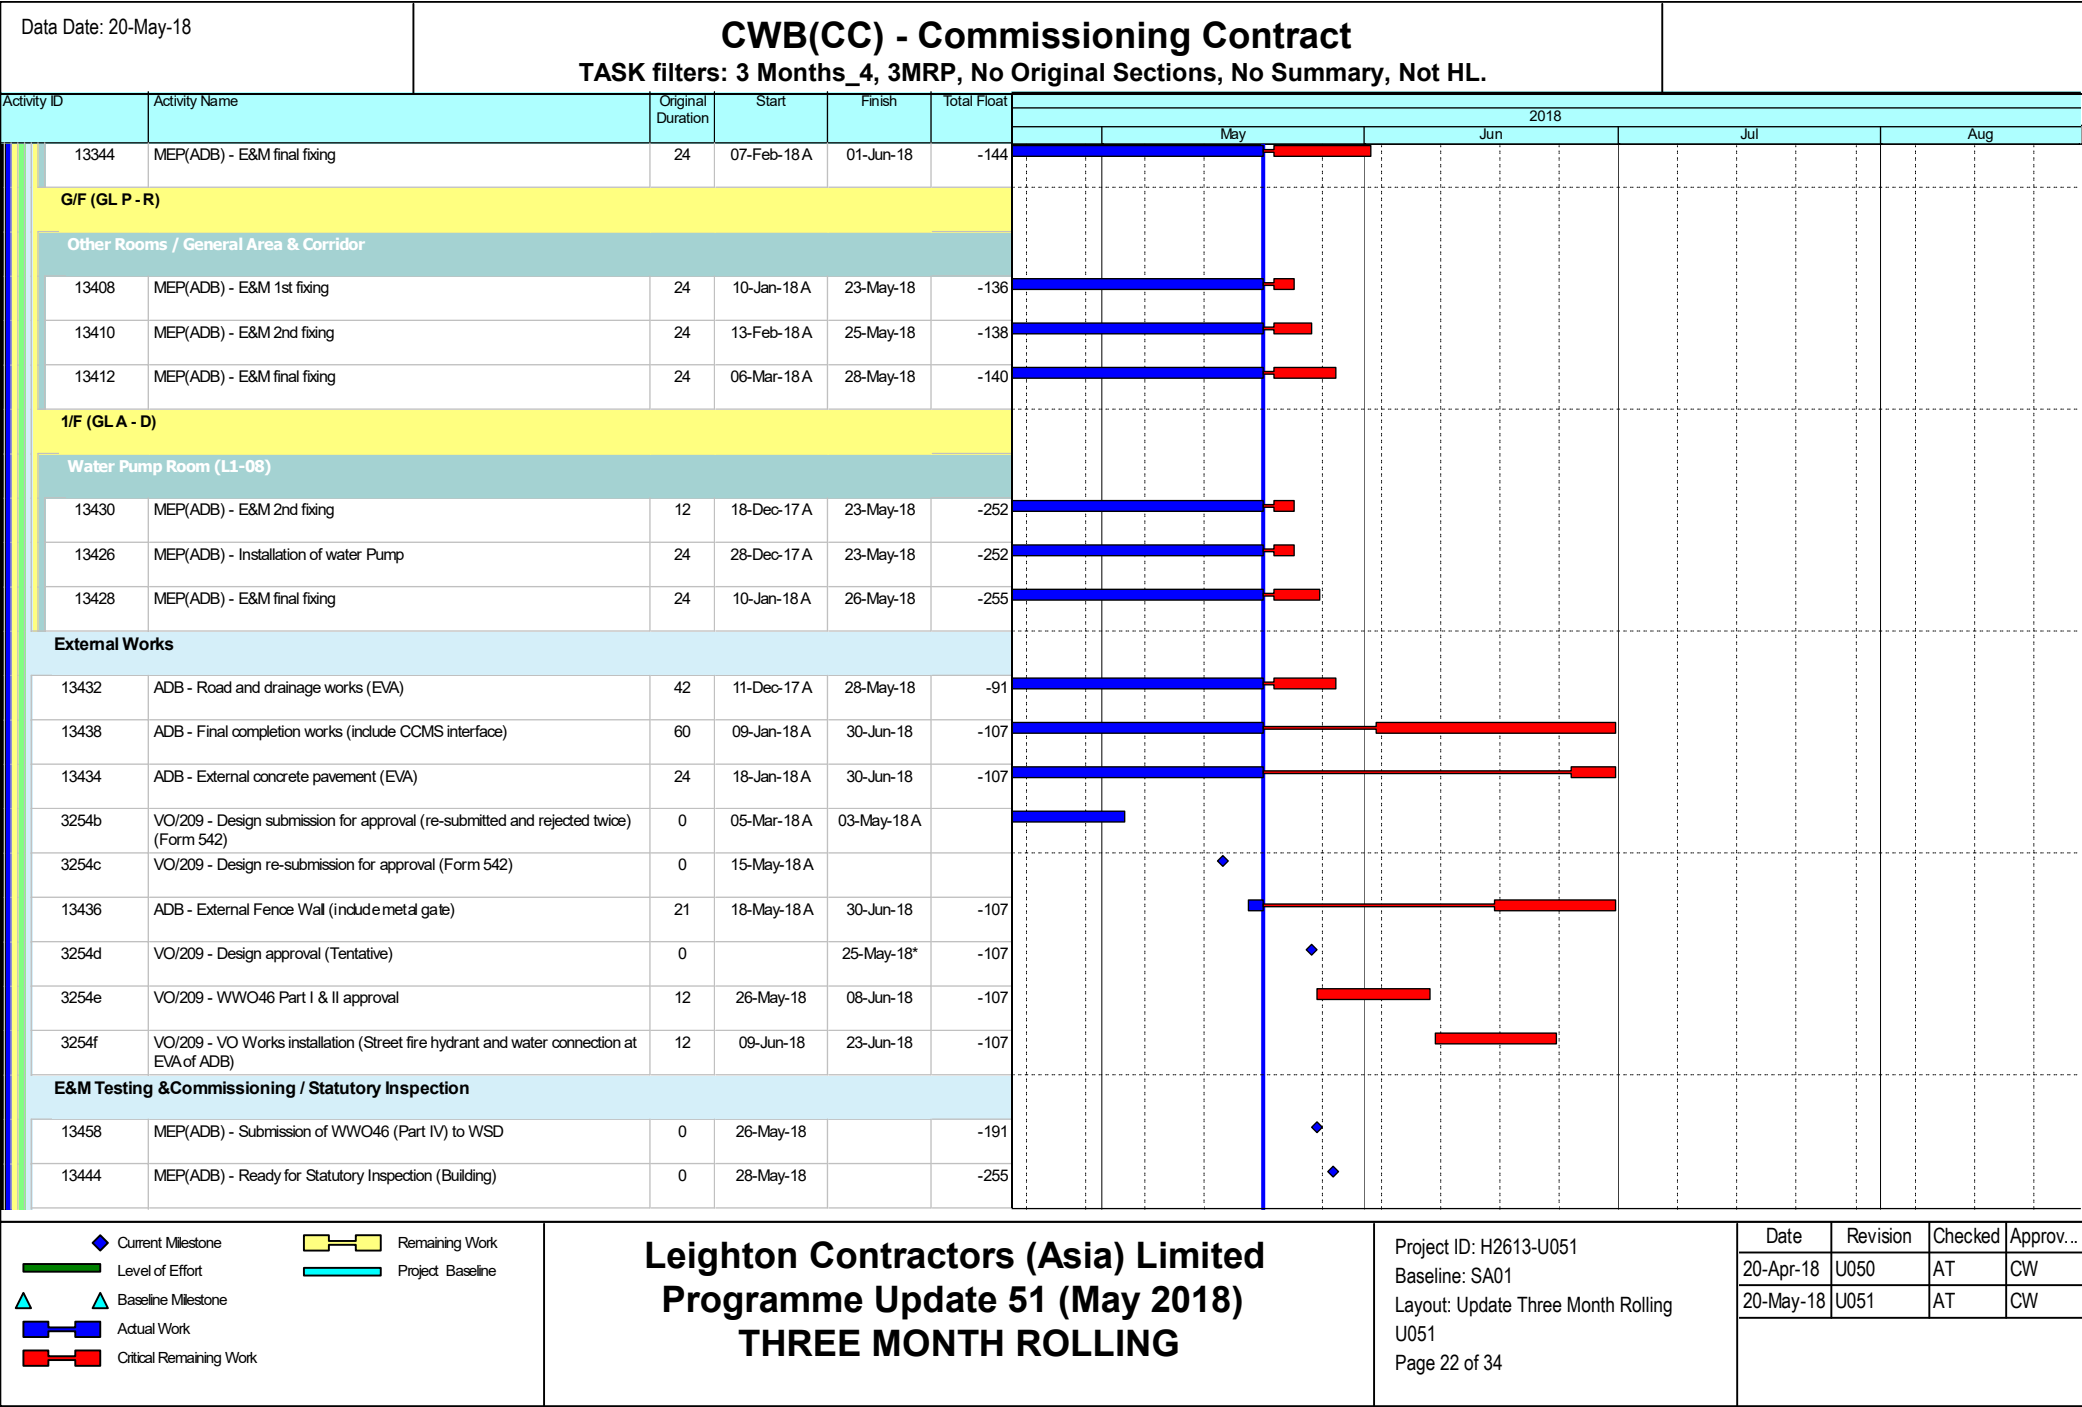 Data Date: 20-May-18
CWB(CC) - Commissioning Contract
TASK filters: 3 Months_4, 3MRP, No Original Sections, No Summary, Not HL.
Activity ID Activity Name Original Duration Start Finish Total Float
2018
May Jun Jul Aug
13344 MEP(ADB) - E&M final fixing 24 07-Feb-18 A 01-Jun-18 -144
G/F (GL P - R)
Other Rooms / General Area & Corridor
13408 MEP(ADB) - E&M 1st fixing 24 10-Jan-18 A 23-May-18 -136
13410 MEP(ADB) - E&M 2nd fixing 24 13-Feb-18 A 25-May-18 -138
13412 MEP(ADB) - E&M final fixing 24 06-Mar-18 A 28-May-18 -140
1/F (GL A - D)
Water Pump Room (L1-08)
13430 MEP(ADB) - E&M 2nd fixing 12 18-Dec-17 A 23-May-18 -252
13426 MEP(ADB) - Installation of water Pump 24 28-Dec-17 A 23-May-18 -252
13428 MEP(ADB) - E&M final fixing 24 10-Jan-18 A 26-May-18 -255
External Works
13432 ADB - Road and drainage works (EVA) 42 11-Dec-17 A 28-May-18 -91
13438 ADB - Final completion works (include CCMS interface) 60 09-Jan-18 A 30-Jun-18 -107
13434 ADB - External concrete pavement (EVA) 24 18-Jan-18 A 30-Jun-18 -107
3254b VO/209 - Design submission for approval (re-submitted and rejected twice) 0 05-Mar-18 A 03-May-18 A
(Form 542)
3254c VO/209 - Design re-submission for approval (Form 542) 0 15-May-18 A
13436 ADB - External Fence Wall (include metal gate) 21 18-May-18 A 30-Jun-18 -107
3254d VO/209 - Design approval (Tentative) 0 25-May-18* -107
3254e VO/209 - WWO46 Part I & II approval 12 26-May-18 08-Jun-18 -107
3254f VO/209 - VO Works installation (Street fire hydrant and water connection at 12 09-Jun-18 23-Jun-18 -107
EVA of ADB)
E&M Testing &Commissioning / Statutory Inspection
13458 MEP(ADB) - Submission of WWO46 (Part IV) to WSD 0 26-May-18 -191
13444 MEP(ADB) - Ready for Statutory Inspection (Building) 0 28-May-18 -255
Current Milestone Remaining Work
Level of Effort Project Baseline
Baseline Milestone
Actual Work
Critical Remaining Work
Leighton Contractors (Asia) Limited
Programme Update 51 (May 2018)
THREE MONTH ROLLING
Project ID: H2613-U051
Baseline: SA01
Layout: Update Three Month Rolling
U051
Page 22 of 34
Date Revision Checked Approv...
20-Apr-18 U050 AT CW
20-May-18 U051 AT CW